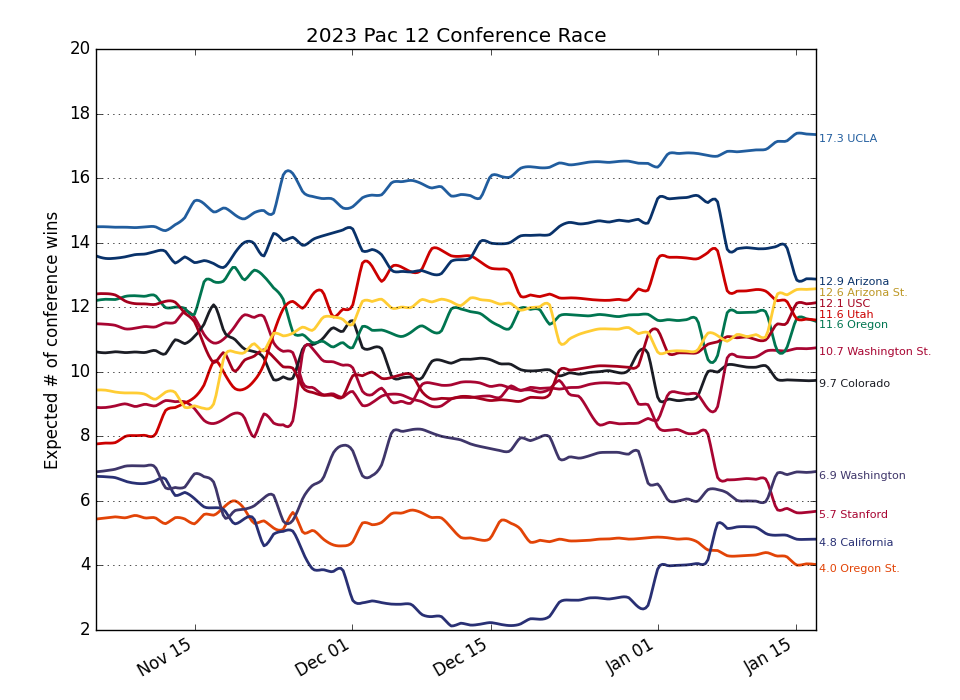 2023 Pac 12 Conference Race
Expected # of conference wins
20
18
16
14
12
10
8
6
4
2
Nov 15
Dec 01
Dec 15
Jan 01
Jan 15
17.3 UCLA
12.9 Arizona
12.6 Arizona St.
12.1 USC
11.6 Utah
11.6 Oregon
10.7 Washington St.
9.7 Colorado
6.9 Washington
5.7 Stanford
4.8 California
4.0 Oregon St.